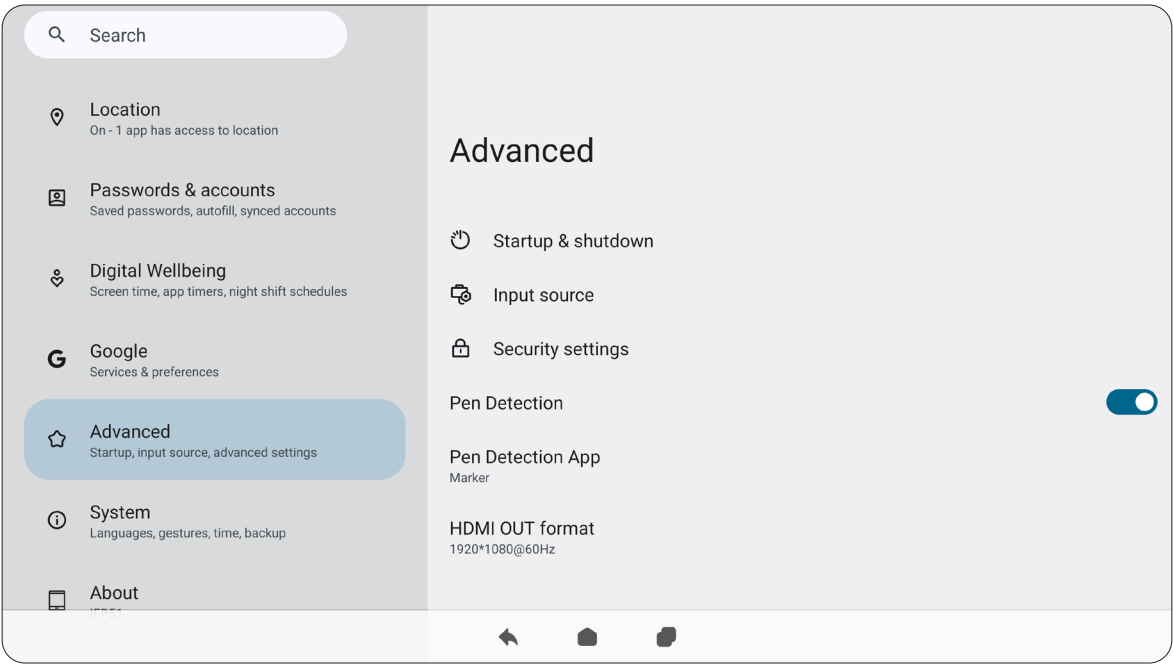 Search
Location
On - 1 app has access to location
Passwords & accounts
Saved passwords, autofill, synced accounts
Digital Wellbeing
Screen time, app timers, night shift schedules
Google
Services & preferences
Advanced
Startup, input source, advanced settings
System
Languages, gestures, time, backup
About
Advanced
Startup & shutdown
Input source
Security settings
Pen Detection
Pen Detection App
Marker
HDMI OUT format
1920*1080@60Hz